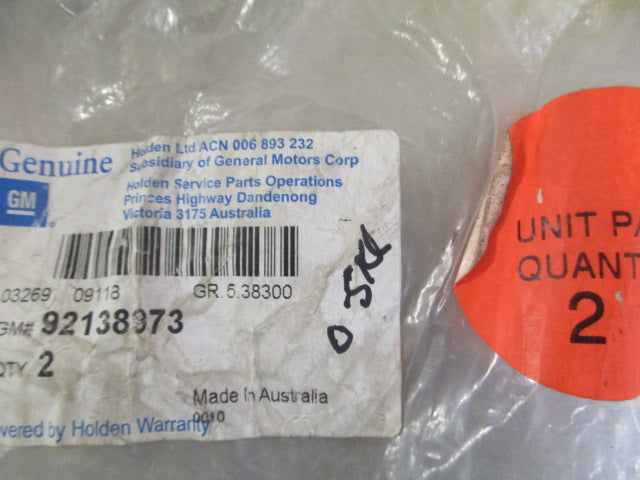 Genuine
Holden Ltd ACN 006 893 232
Subsidiary of General Motors Corp
Holden Service Parts Operations
Princes Highway Dandenong
Victoria 3175 Australia
GM
03269 09118 GR.5.38300
GM# 92138973
QTY. 2
Made In Australia
0010
wered by Holden Warranty
UNIT PA
QUANT
2